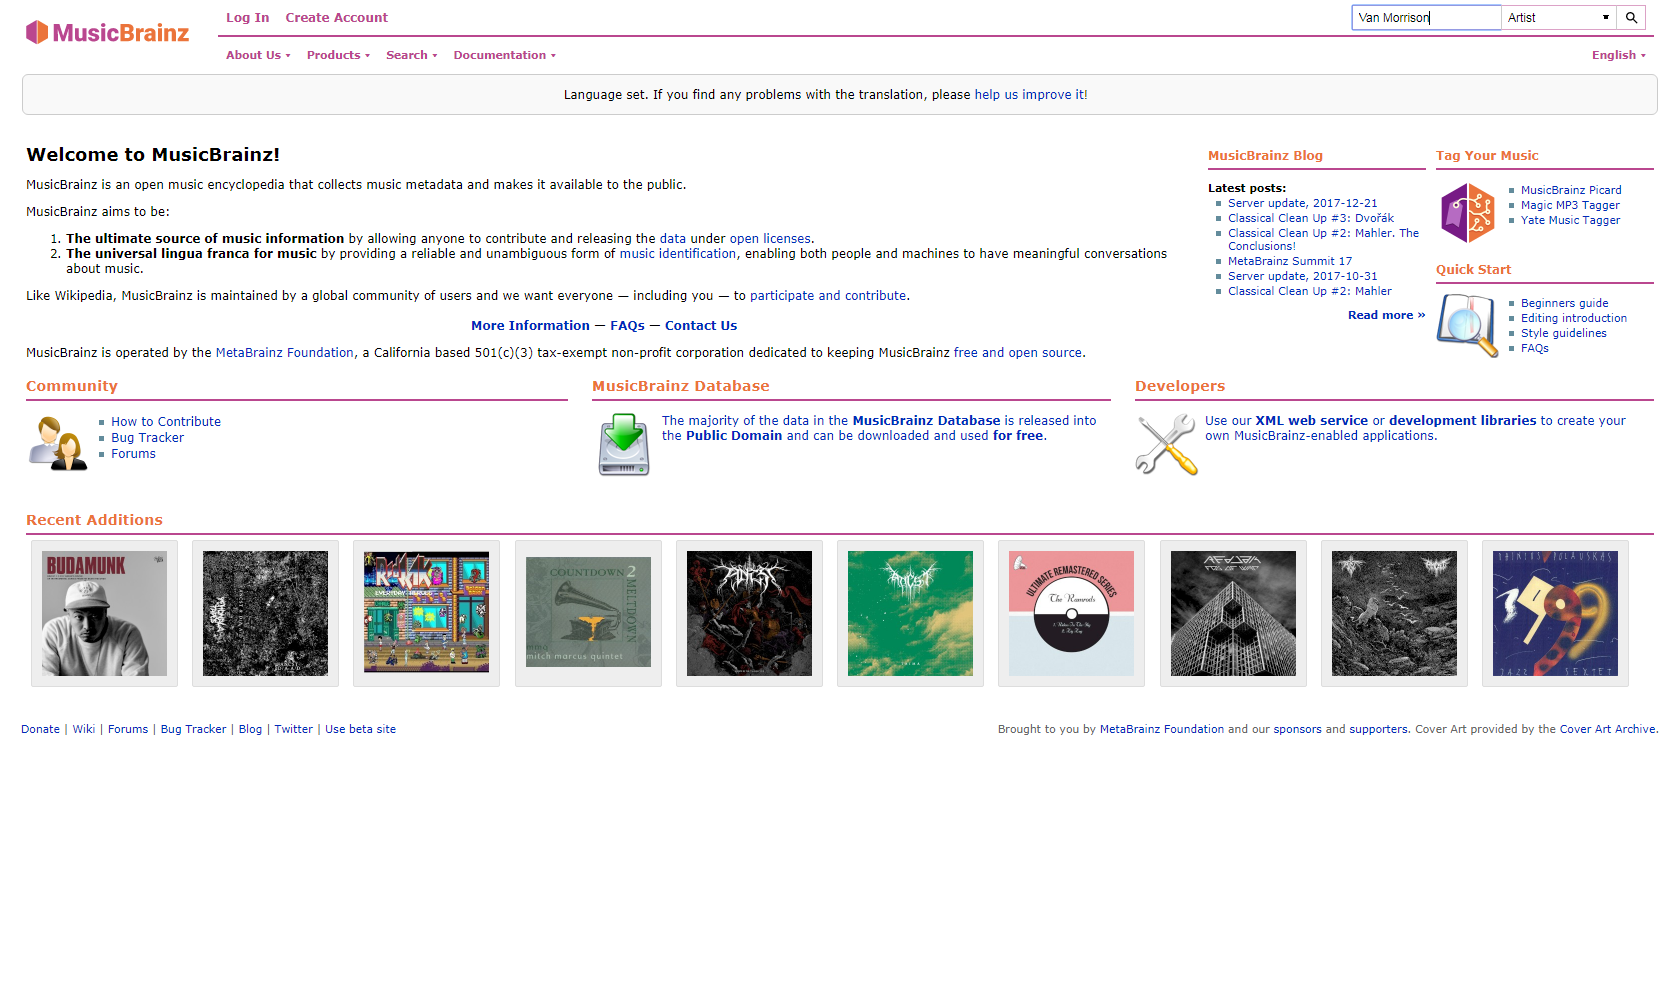 MusicBrainz
Log In Create Account
Van Morrison Artist
About Us Products Search Documentation English
Language set. If you find any problems with the translation, please help us improve it!
Welcome to MusicBrainz!
MusicBrainz is an open music encyclopedia that collects music metadata and makes it available to the public.
MusicBrainz aims to be:
1. The ultimate source of music information by allowing anyone to contribute and releasing the data under open licenses.
2. The universal lingua franca for music by providing a reliable and unambiguous form of music identification, enabling both people and machines to have meaningful conversations
about music.
Like Wikipedia, MusicBrainz is maintained by a global community of users and we want everyone — including you — to participate and contribute.
More Information — FAQs — Contact Us
MusicBrainz is operated by the MetaBrainz Foundation, a California based 501(c)(3) tax-exempt non-profit corporation dedicated to keeping MusicBrainz free and open source.
MusicBrainz Blog
Latest posts:
Server update, 2017-12-21
Classical Clean Up #3: Dvořák
Classical Clean Up #2: Mahler. The
Conclusions!
MetaBrainz Summit 17
Server update, 2017-10-31
Classical Clean Up #2: Mahler
Read more »
Tag Your Music
MusicBrainz Picard
Magic MP3 Tagger
Yate Music Tagger
Quick Start
Beginners guide
Editing introduction
Style guidelines
FAQs
Community
How to Contribute
Bug Tracker
Forums
MusicBrainz Database
The majority of the data in the MusicBrainz Database is released into
the Public Domain and can be downloaded and used for free.
Developers
Use our XML web service or development libraries to create your
own MusicBrainz-enabled applications.
Recent Additions
BUDAMUNK
EVERYDAY HEROES
COUNTDOWN 2
MELTDOWN
mitch marcus quintet
ULTIMATE REMASTERED SERIES
The Ramrods
JAZZ SEXTET
Donate | Wiki | Forums | Bug Tracker | Blog | Twitter | Use beta site
Brought to you by MetaBrainz Foundation and our sponsors and supporters. Cover Art provided by the Cover Art Archive.